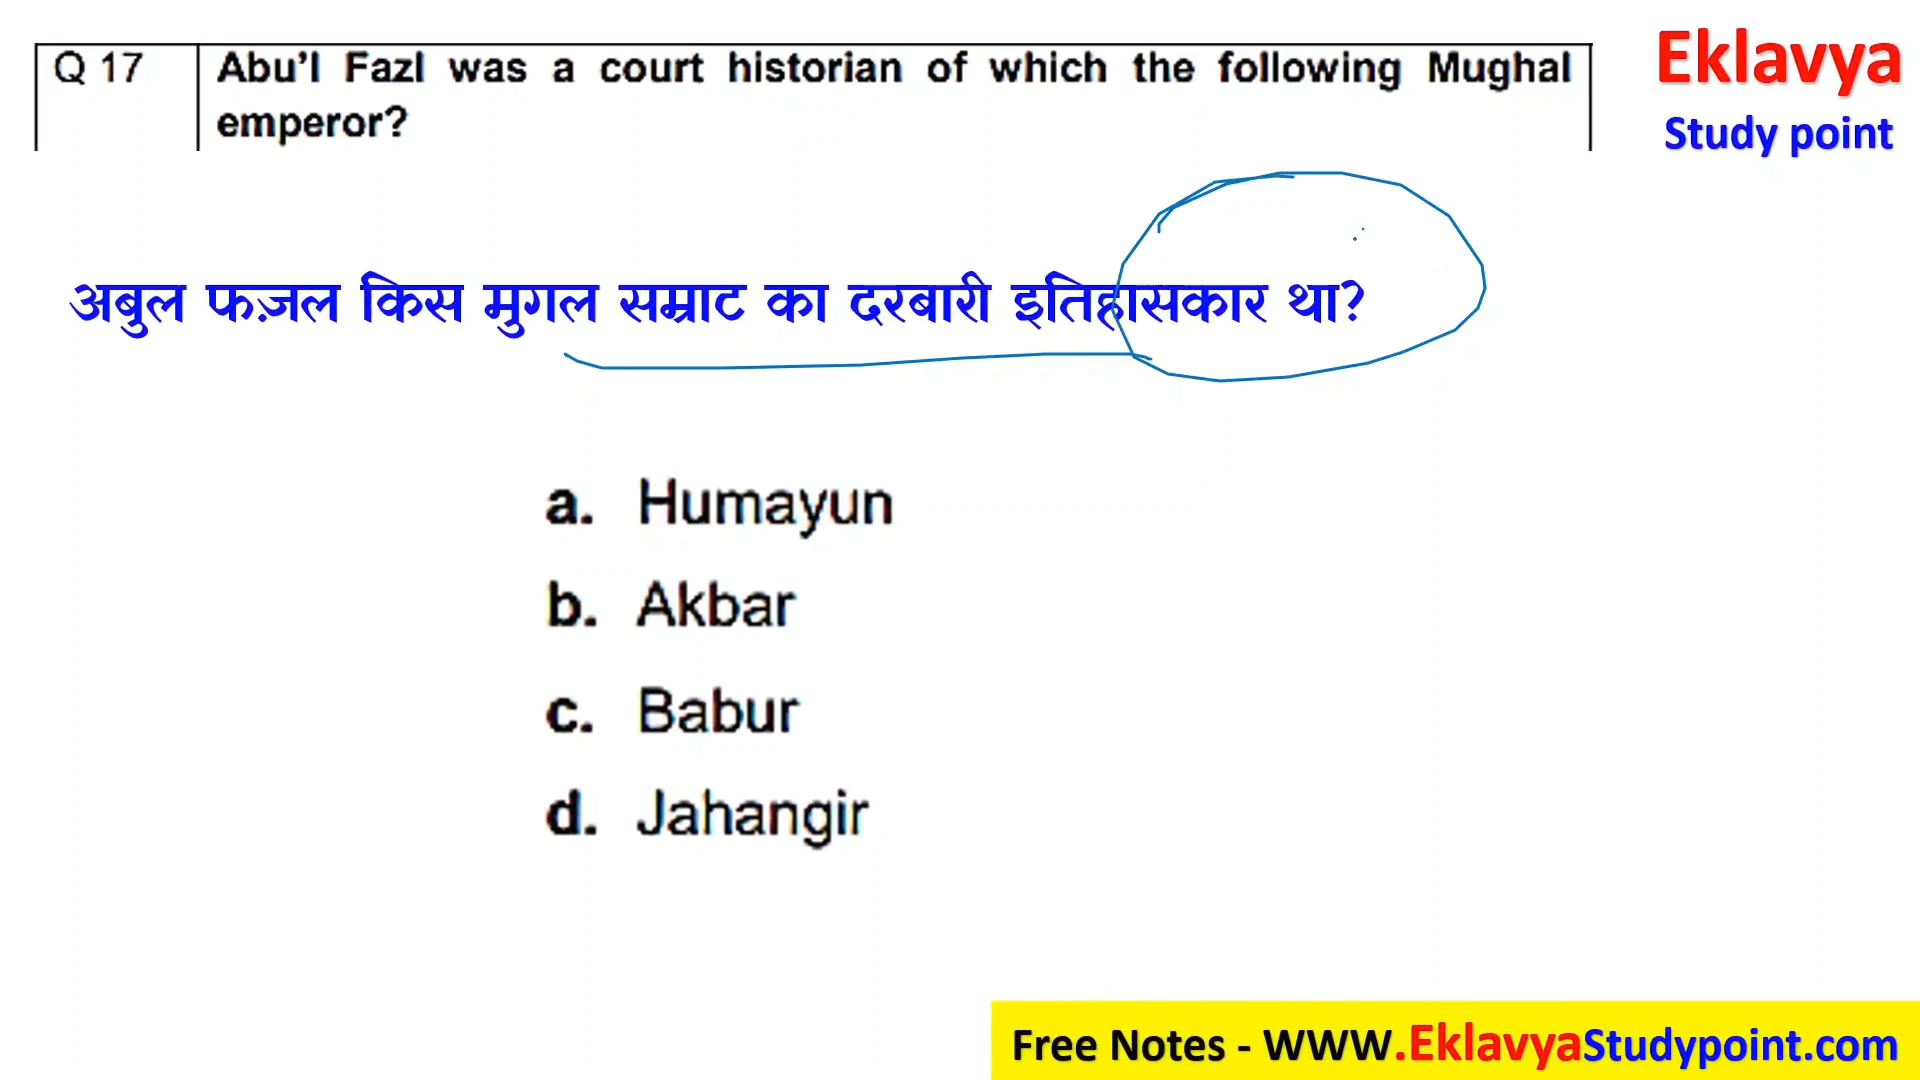 Q 17
Abu'l Fazl was a court historian of which the following Mughal
emperor?
Eklavya
Study point
अबुल फज़ल किस मुगल सम्राट का दरबारी इतिहासकार था?
a. Humayun
b. Akbar
c. Babur
d. Jahangir
Free Notes - WWW.EklavyaStudypoint.com